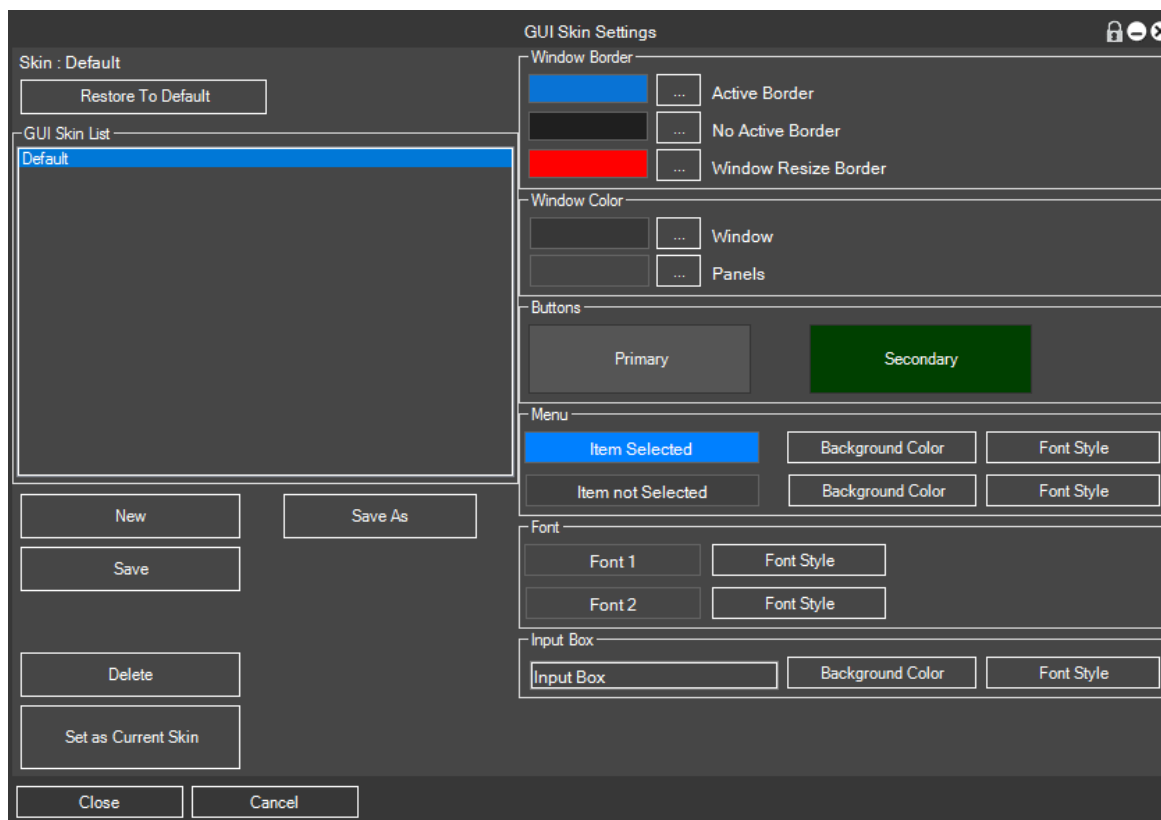 GUI Skin Settings
Skin : Default
Restore To Default
GUI Skin List
Default
New
Save As
Save
Delete
Set as Current Skin
Close
Cancel
Window Border
... Active Border
... No Active Border
... Window Resize Border
Window Color
... Window
... Panels
Buttons
Primary
Secondary
Menu
Item Selected
Background Color
Font Style
Item not Selected
Background Color
Font Style
Font
Font 1
Font Style
Font 2
Font Style
Input Box
Input Box
Background Color
Font Style